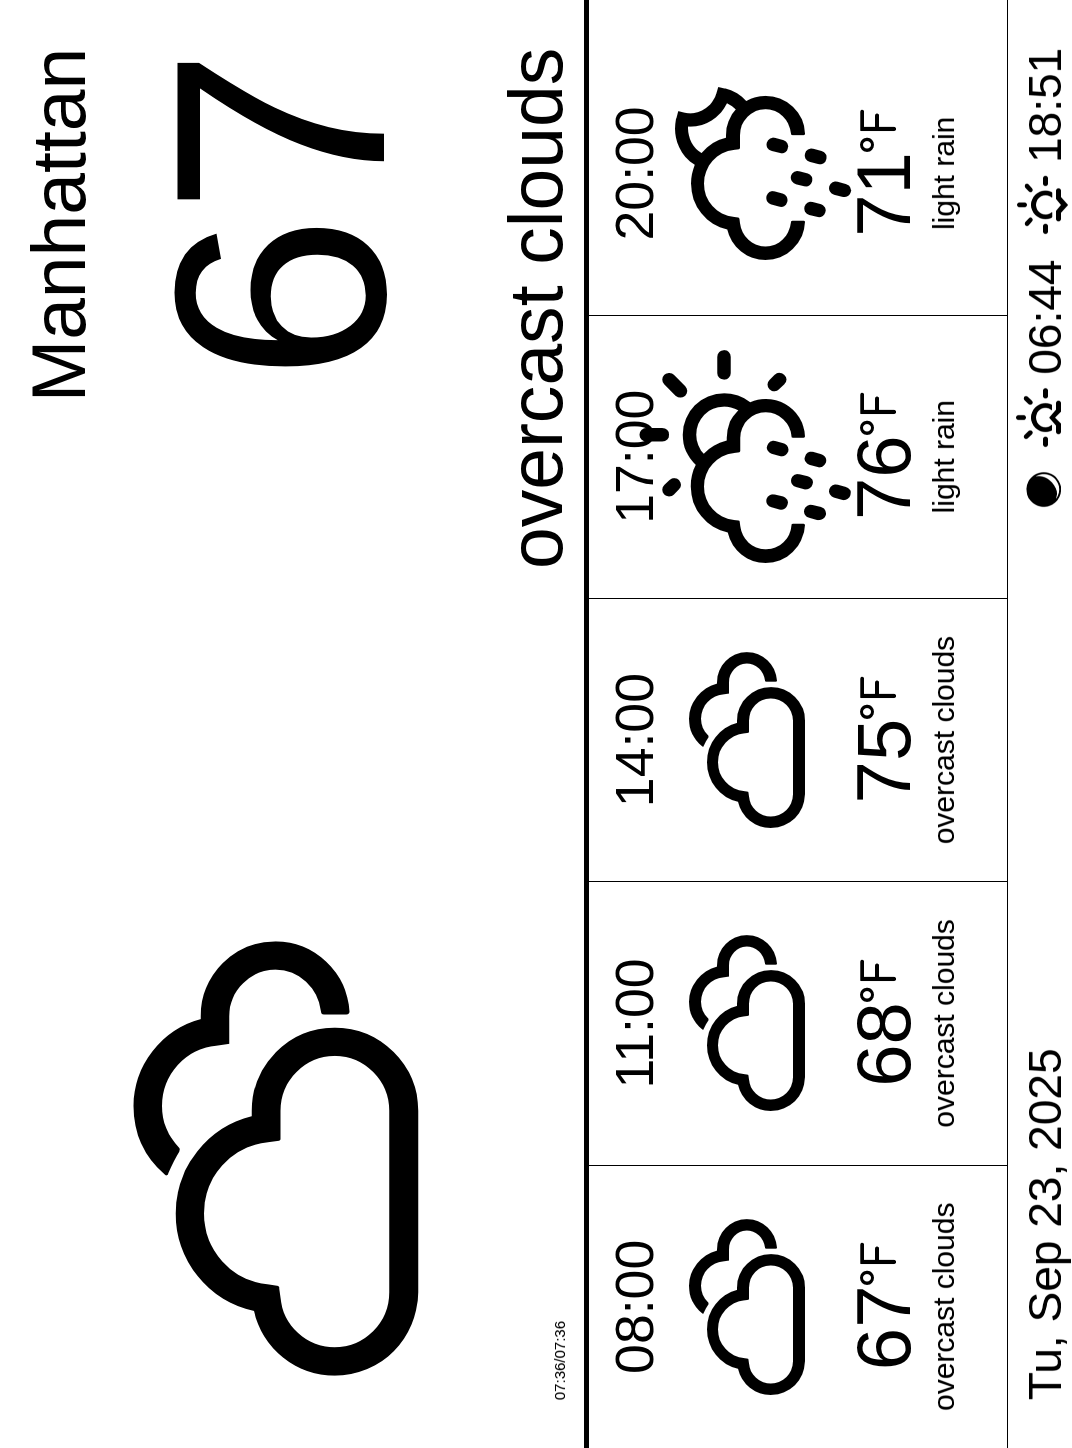 Manhattan
67
overcast clouds
07:36/07:36
08:00
67°F
overcast clouds
11:00
68°F
overcast clouds
14:00
75°F
overcast clouds
17:00
76°F
light rain
20:00
71°F
light rain
Tu, Sep 23, 2025
06:44
18:51